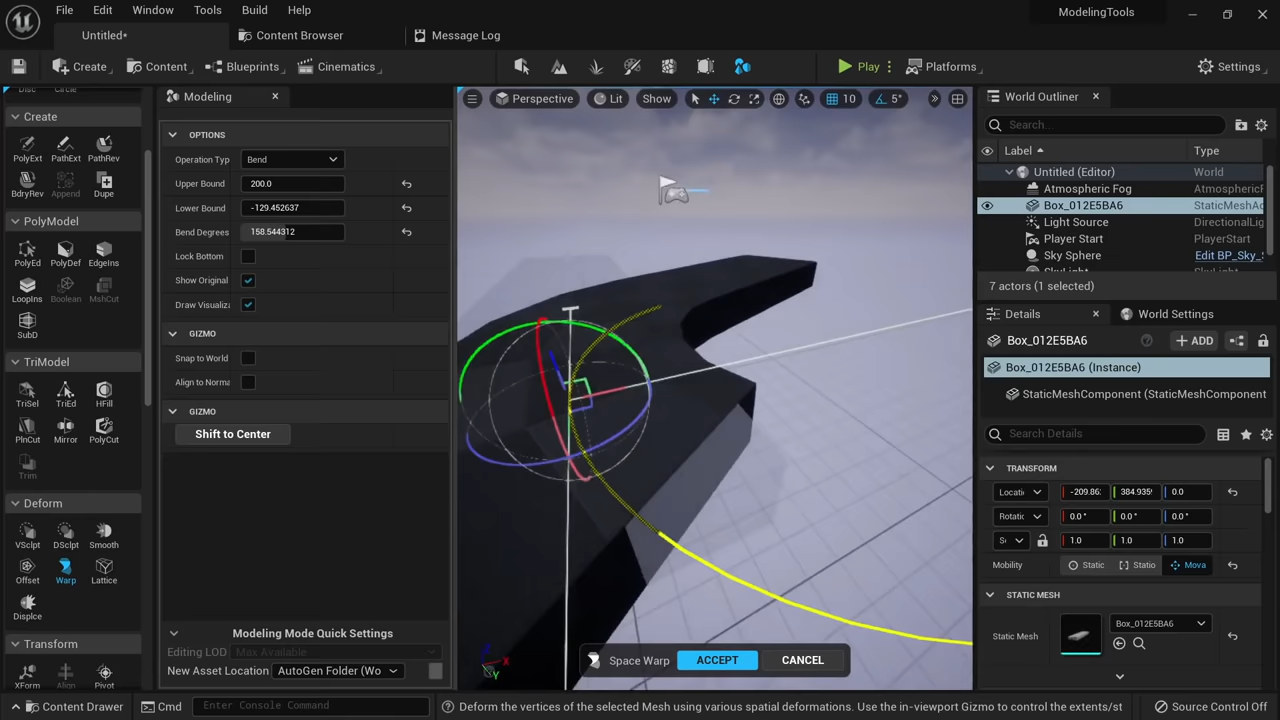 File Edit Window Tools Build Help
ModelingTools
Untitled*
Content Browser
Message Log
Create
Content
Blueprints
Cinematics
Play
Platforms
Settings
Disc Circle
Create
PolyExt PathExt PathRev
BdryRev Append Dupe
PolyModel
PolyEd PolyDef EdgeIns
LoopIns Boolean MshCut
SubD
TriModel
TriSel TriEd HFill
PlnCut Mirror PolyCut
Trim
Deform
VSclpt DSclpt Smooth
Offset Warp Lattice
Displce
Transform
XForm Align Pivot
Modeling
OPTIONS
Operation Typ Bend
Upper Bound 200.0
Lower Bound -129.452637
Bend Degrees 158.544312
Lock Bottom
Show Original
Draw Visualiza
GIZMO
Snap to World
Align to Norma
GIZMO
Shift to Center
Modeling Mode Quick Settings
Editing LOD Max Available
New Asset Location AutoGen Folder (Wo
Perspective
Lit
Show
10
5°
X
Y
Space Warp ACCEPT CANCEL
World Outliner
Search...
Label Type
Untitled (Editor) World
Atmospheric Fog AtmosphericF
Box_012E5BA6 StaticMeshAc
Light Source DirectionalLig
Player Start PlayerStart
Sky Sphere Edit BP_Sky_S
7 actors (1 selected)
Details
World Settings
Box_012E5BA6
ADD
Box_012E5BA6 (Instance)
StaticMeshComponent (StaticMeshComponent
Search Details
TRANSFORM
Locati -209.86: 384.935 0.0
Rotatic 0.0° 0.0° 0.0°
S 1.0 1.0 1.0
Mobility Static Statio Mova
STATIC MESH
Static Mesh Box_012E5BA6
Content Drawer
Cmd
Enter Console Command
Deform the vertices of the selected Mesh using various spatial deformations. Use the in-viewport Gizmo to control the extents/st
Source Control Off